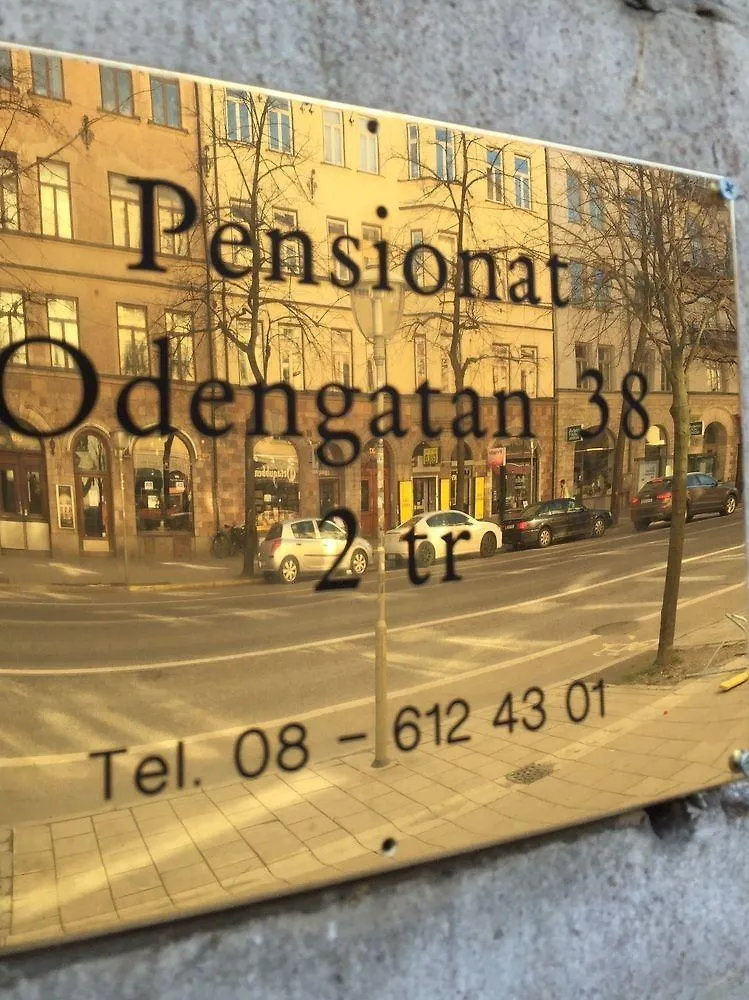 Pensionat
Odengatan 38
2 tr
Tel. 08 - 612 43 01